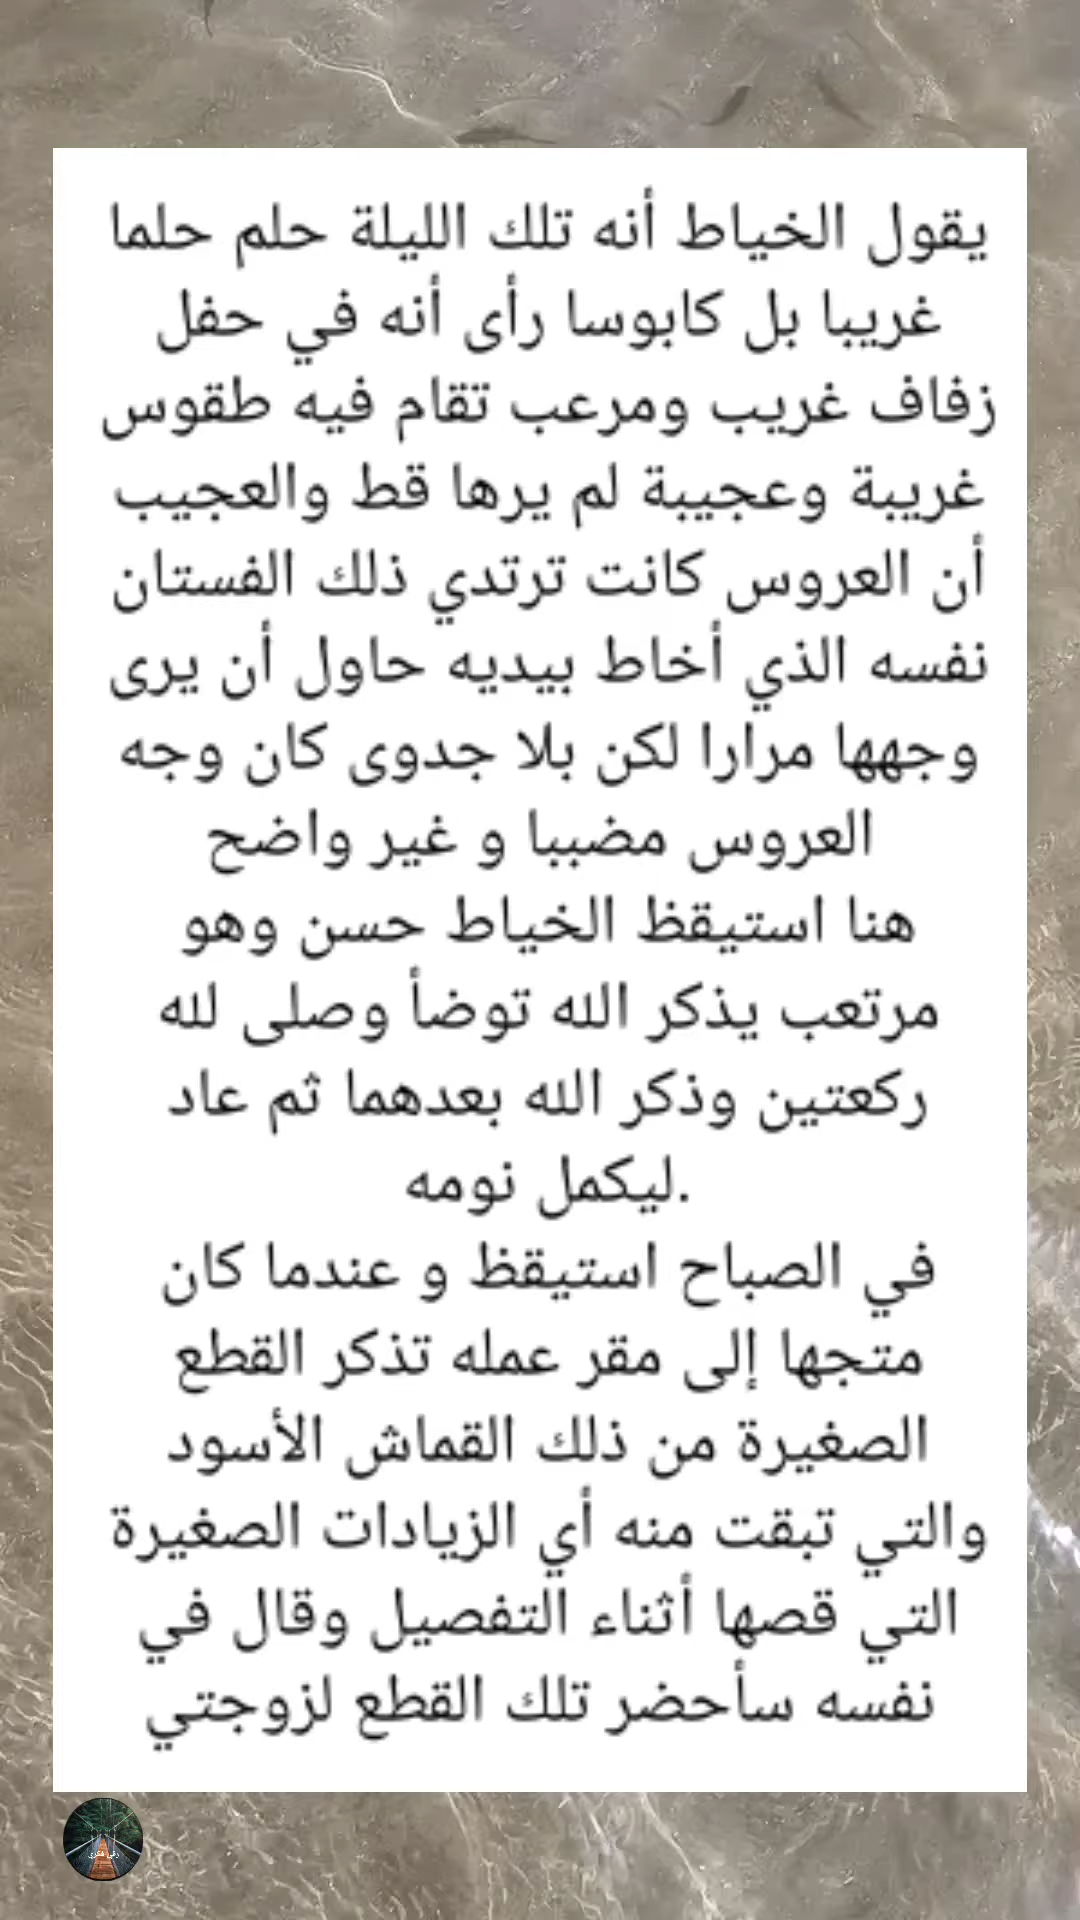 يقول الخياط أنه تلك الليلة حلم حلما
غريبا بل كابوسا رأى أنه في حفل
زفاف غريب ومرعب تقام فيه طقوس
غريبة وعجيبة لم يرها قط والعجيب
أن العروس كانت ترتدي ذلك الفستان
نفسه الذي أخاط بيديه حاول أن يرى
وجهها مرارا لكن بلا جدوى كان وجه
العروس مضببا و غير واضح
هنا استيقظ الخياط حسن وهو
مرتعب يذكر الله توضأ وصلى لله
ركعتين وذكر الله بعدهما ثم عاد
.ليكمل نومه
في الصباح استيقظ و عندما كان
متجها إلى مقر عمله تذكر القطع
الصغيرة من ذلك القماش الأسود
والتي تبقت منه أي الزيادات الصغيرة
التي قصها أثناء التفصيل وقال في
نفسه سأحضر تلك القطع لزوجتي